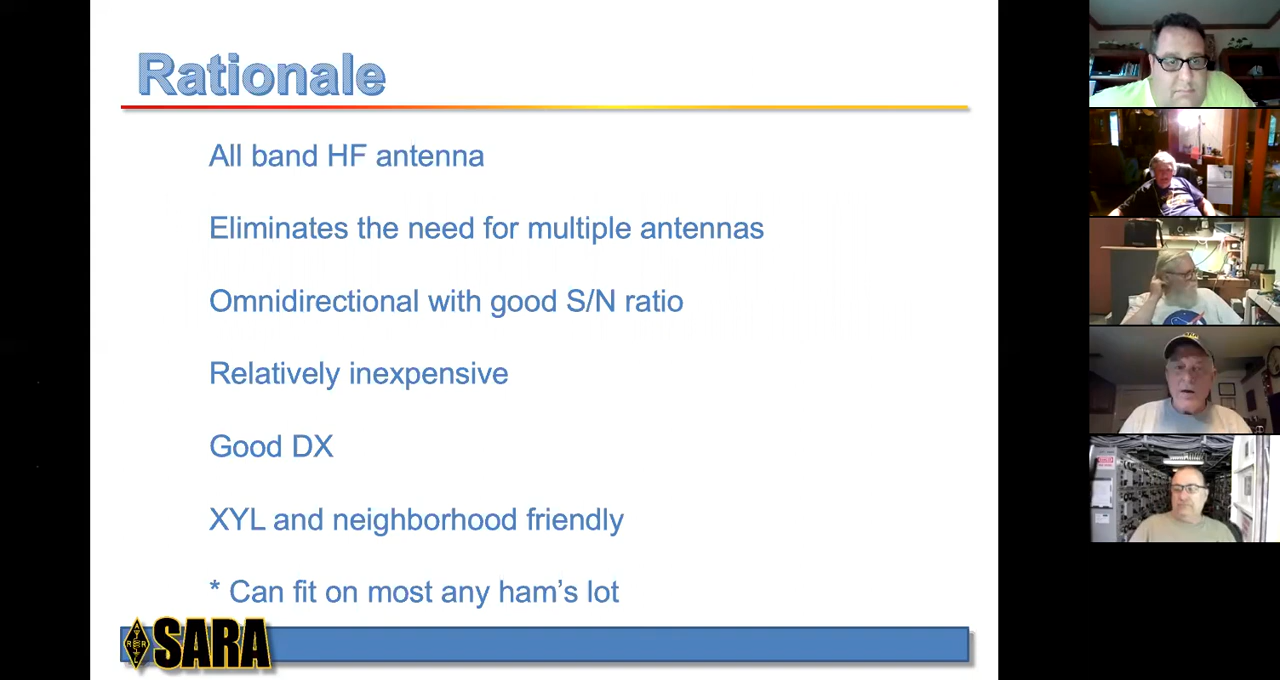 Rationale
All band HF antenna
Eliminates the need for multiple antennas
Omnidirectional with good S/N ratio
Relatively inexpensive
Good DX
XYL and neighborhood friendly
* Can fit on most any ham's lot
SARA